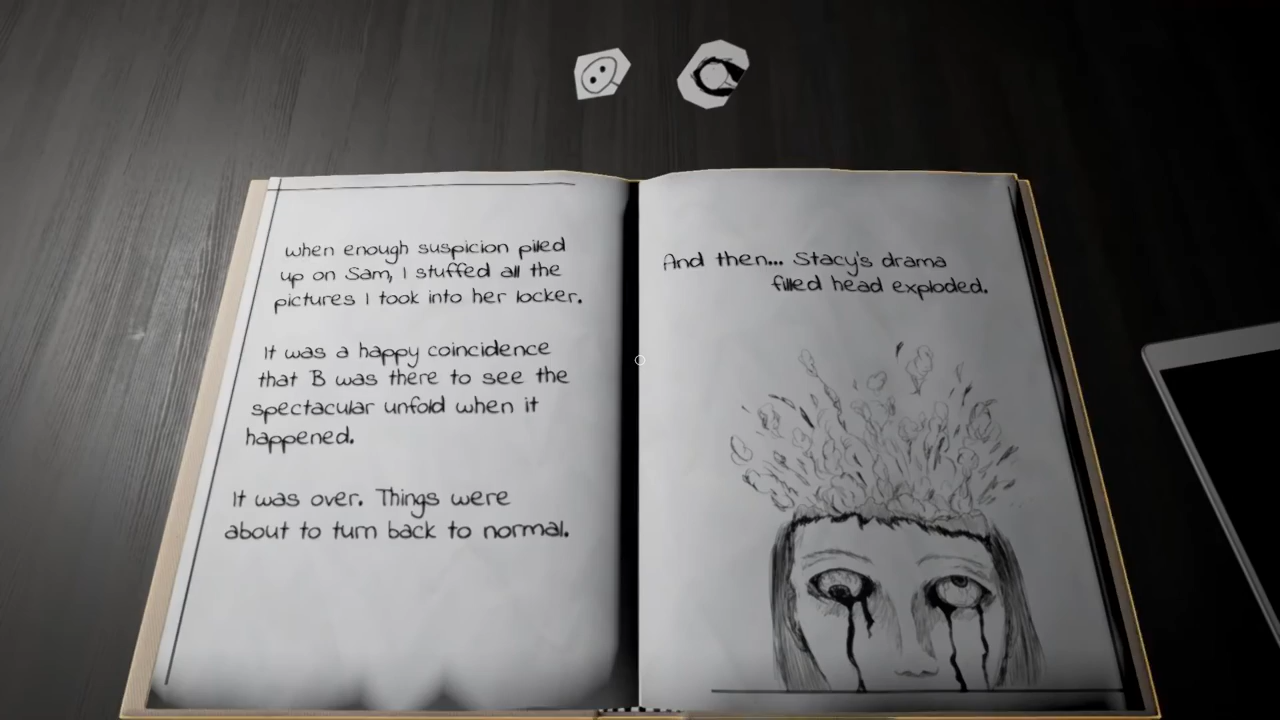 when enough suspicion piled
up on Sam, I stuffed all the
pictures I took into her locker.
It was a happy coincidence
that B was there to see the
spectacular unfold when it
happened.
It was over. Things were
about to turn back to normal.
And then... Stacy's drama
filled head exploded.